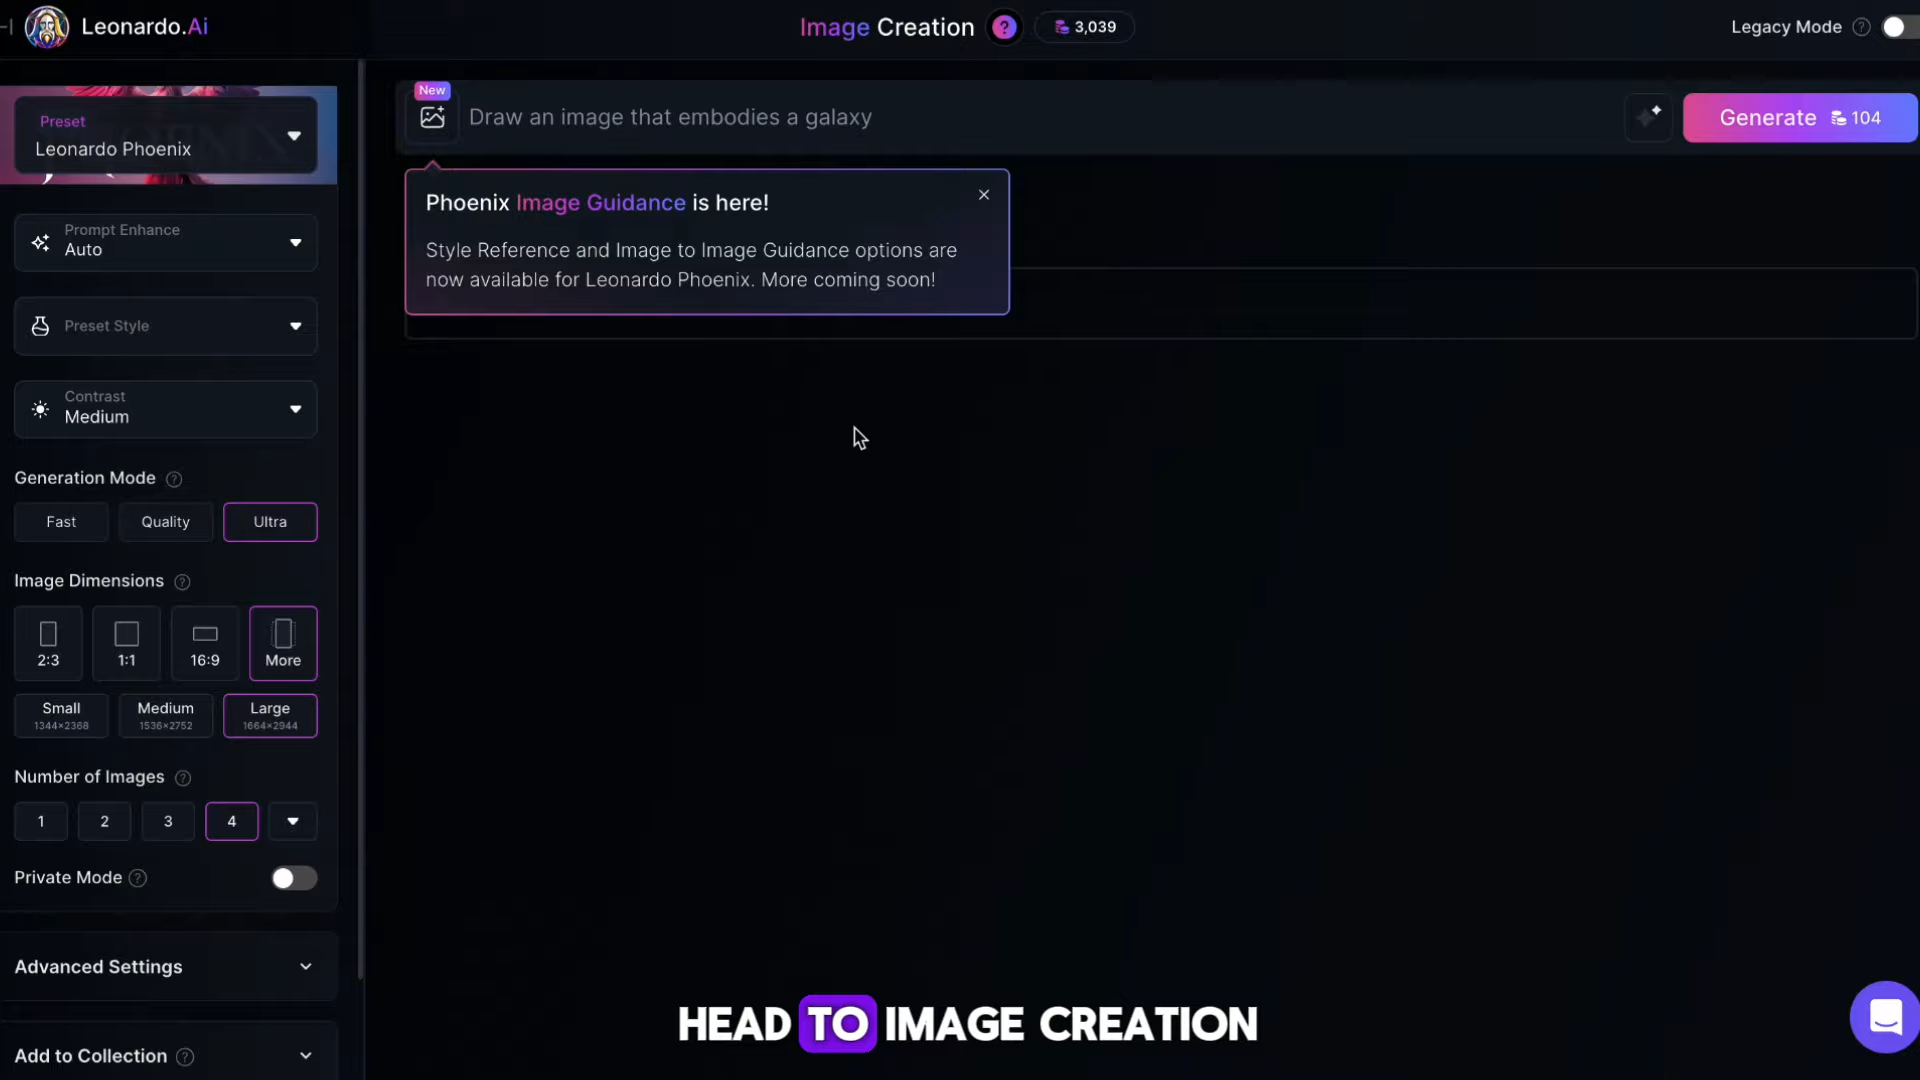 Leonardo.Ai
Image Creation ?
3,039
Legacy Mode ?
Preset
Leonardo Phoenix
New
Draw an image that embodies a galaxy
Generate 104
Phoenix Image Guidance is here!
Style Reference and Image to Image Guidance options are
now available for Leonardo Phoenix. More coming soon!
Prompt Enhance
Auto
Preset Style
Contrast
Medium
Generation Mode ?
Fast Quality Ultra
Image Dimensions ?
2:3 1:1 16:9 More
Small Medium Large
1344×2368 1536×2752 1664×2944
Number of Images ?
1 2 3 4
Private Mode ?
Advanced Settings
HEAD TO IMAGE CREATION
Add to Collection ?